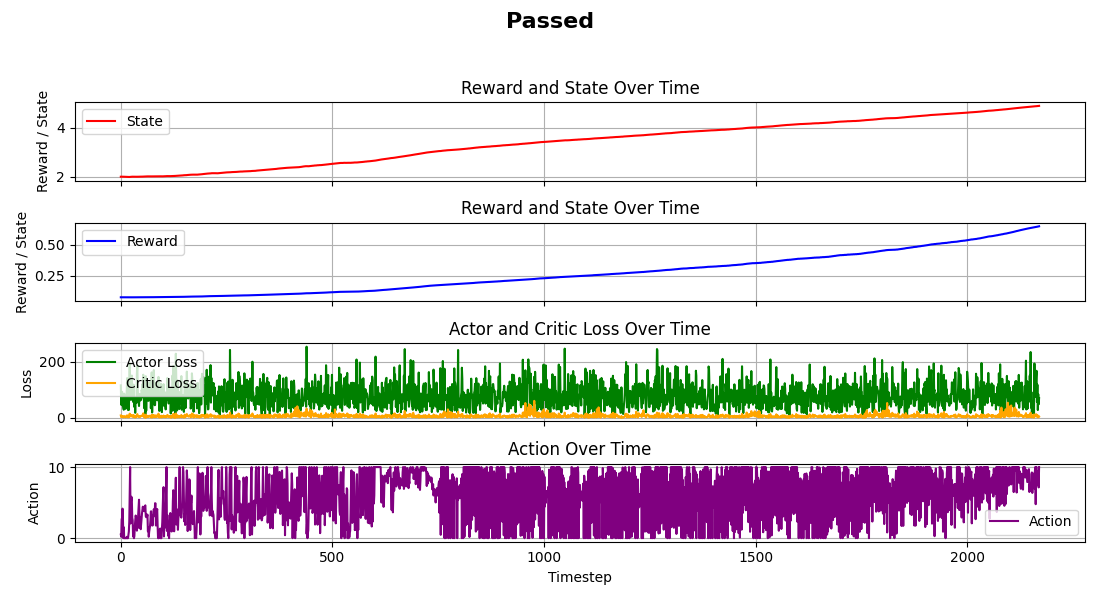 Passed
Reward and State Over Time
Reward / State
4
2
State
Reward and State Over Time
Reward / State
0.50
0.25
Reward
Actor and Critic Loss Over Time
Loss
200
0
Actor Loss
Critic Loss
Action Over Time
Action
10
0
Action
0
500
1000
1500
2000
Timestep